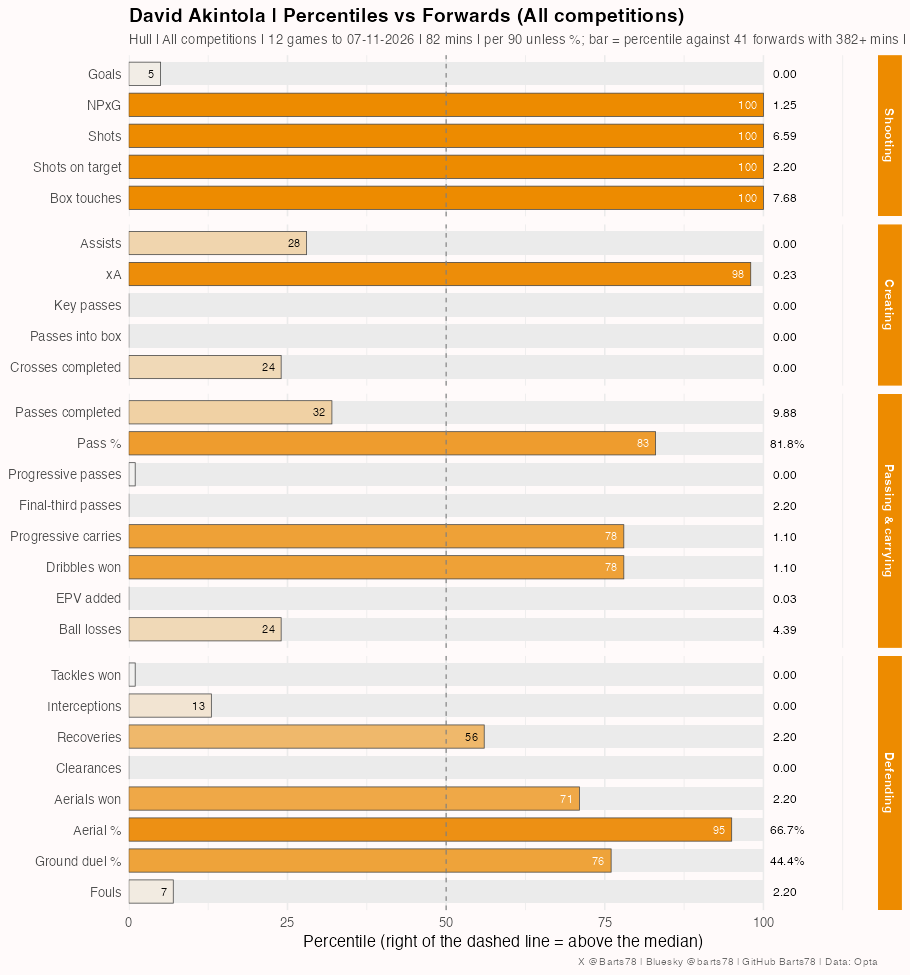 David Akintola | Percentiles vs Forwards (All competitions)
Hull | All competitions | 12 games to 07-11-2026 | 82 mins | per 90 unless %; bar = percentile against 41 forwards with 382+ mins |
Goals 5 0.00
NPxG 100 1.25
Shots 100 6.59
Shots on target 100 2.20
Box touches 100 7.68
Shooting
Assists 28 0.00
xA 98 0.23
Key passes 0.00
Passes into box 0.00
Crosses completed 24 0.00
Creating
Passes completed 32 9.88
Pass % 83 81.8%
Progressive passes 0.00
Final-third passes 2.20
Progressive carries 78 1.10
Dribbles won 78 1.10
EPV added 0.03
Ball losses 24 4.39
Passing & carrying
Tackles won 0.00
Interceptions 13 0.00
Recoveries 56 2.20
Clearances 0.00
Aerials won 71 2.20
Aerial % 95 66.7%
Ground duel % 76 44.4%
Fouls 7 2.20
Defending
0 25 50 75 100
Percentile (right of the dashed line = above the median)
X @Barts78 | Bluesky @barts78 | GitHub Barts78 | Data: Opta